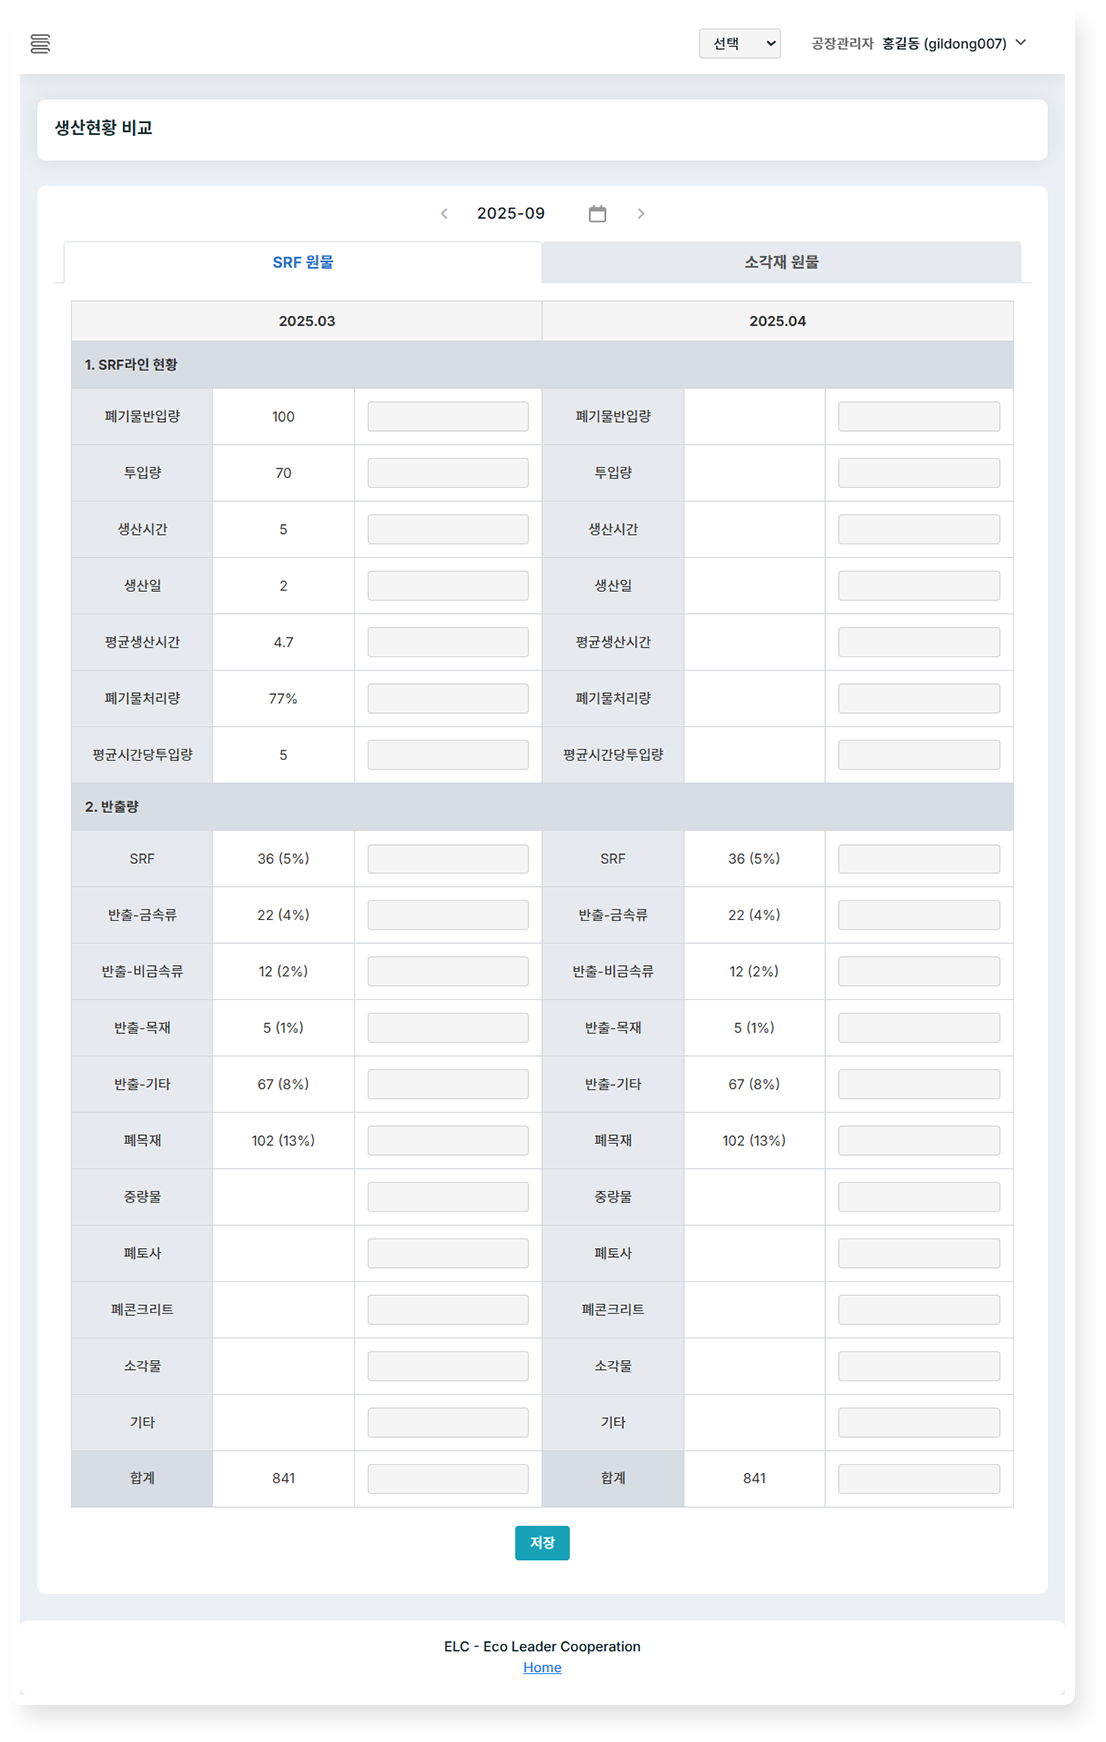 선택 공장관리자 홍길동 (gildong007)
생산현황 비교
2025-09
SRF 원물 소각재 원물
2025.03 2025.04
1. SRF라인 현황
폐기물반입량 100 폐기물반입량
투입량 70 투입량
생산시간 5 생산시간
생산일 2 생산일
평균생산시간 4.7 평균생산시간
폐기물처리량 77% 폐기물처리량
평균시간당투입량 5 평균시간당투입량
2. 반출량
SRF 36 (5%) SRF 36 (5%)
반출-금속류 22 (4%) 반출-금속류 22 (4%)
반출-비금속류 12 (2%) 반출-비금속류 12 (2%)
반출-목재 5 (1%) 반출-목재 5 (1%)
반출-기타 67 (8%) 반출-기타 67 (8%)
폐목재 102 (13%) 폐목재 102 (13%)
중량물 중량물
폐토사 폐토사
폐콘크리트 폐콘크리트
소각물 소각물
기타 기타
합계 841 합계 841
저장
ELC - Eco Leader Cooperation
Home